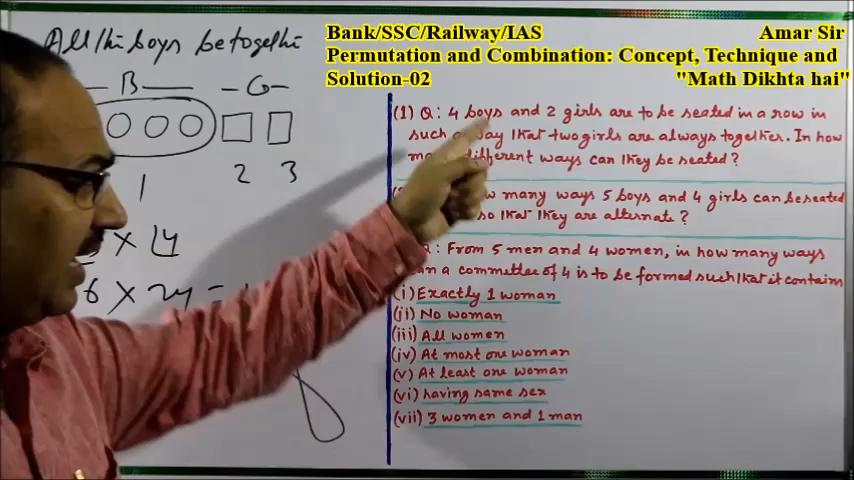 All the boys be togethe
Bank/SSC/Railway/IAS Amar Sir
Permutation and Combination: Concept, Technique and
Solution-02 "Math Dikhta hai"
B G
1 2 3
× 4
6 × 24 =
(1) Q: 4 boys and 2 girls are to be seated in a row in
such a way that two girls are always together. In how
different ways can they be seated?
how many ways 5 boys and 4 girls can be seated
so that they are alternate?
Q: From 5 men and 4 women, in how many ways
a committee of 4 is to be formed such that it contains
(i) Exactly 1 woman
(ii) No woman
(iii) All women
(iv) At most one woman
(v) At least one woman
(vi) having same sex
(vii) 3 women and 1 man